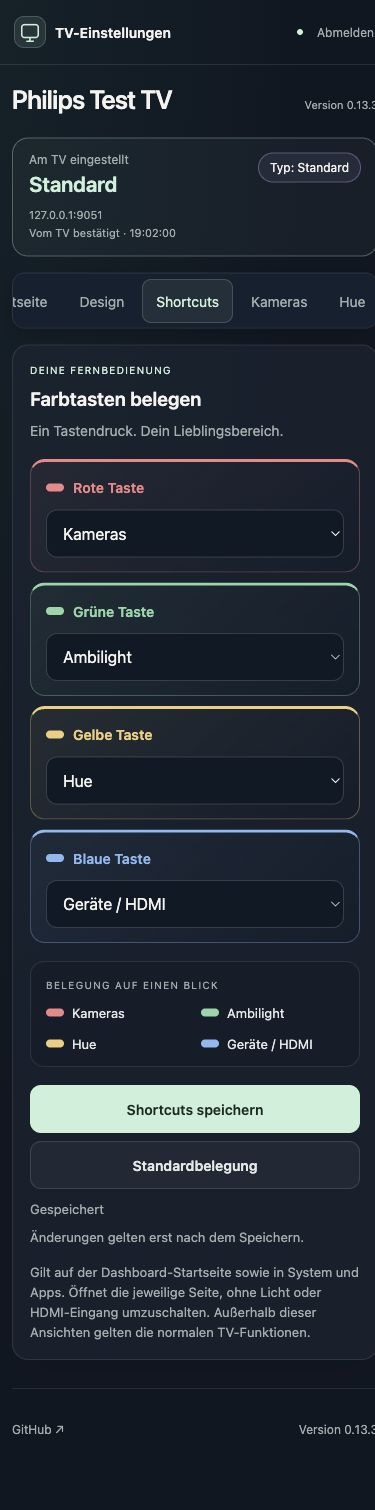 TV-Einstellungen
Abmelden
Philips Test TV
Version 0.13.3
Am TV eingestellt
Standard
Typ: Standard
127.0.0.1:9051
Vom TV bestätigt · 19:02:00
tseite Design Shortcuts Kameras Hue
DEINE FERNBEDIENUNG
Farbtasten belegen
Ein Tastendruck. Dein Lieblingsbereich.
Rote Taste
Kameras
Grüne Taste
Ambilight
Gelbe Taste
Hue
Blaue Taste
Geräte / HDMI
BELEGUNG AUF EINEN BLICK
Kameras Ambilight
Hue Geräte / HDMI
Shortcuts speichern
Standardbelegung
Gespeichert
Änderungen gelten erst nach dem Speichern.
Gilt auf der Dashboard-Startseite sowie in System und
Apps. Öffnet die jeweilige Seite, ohne Licht oder
HDMI-Eingang umzuschalten. Außerhalb dieser
Ansichten gelten die normalen TV-Funktionen.
GitHub ↗
Version 0.13.3